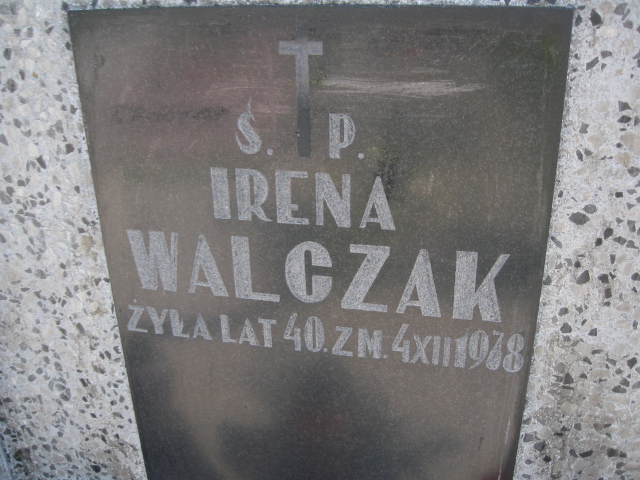 Ś. P.
IRENA
WALCZAK
ŻYŁA LAT 40. ZM. 4 XII 1978